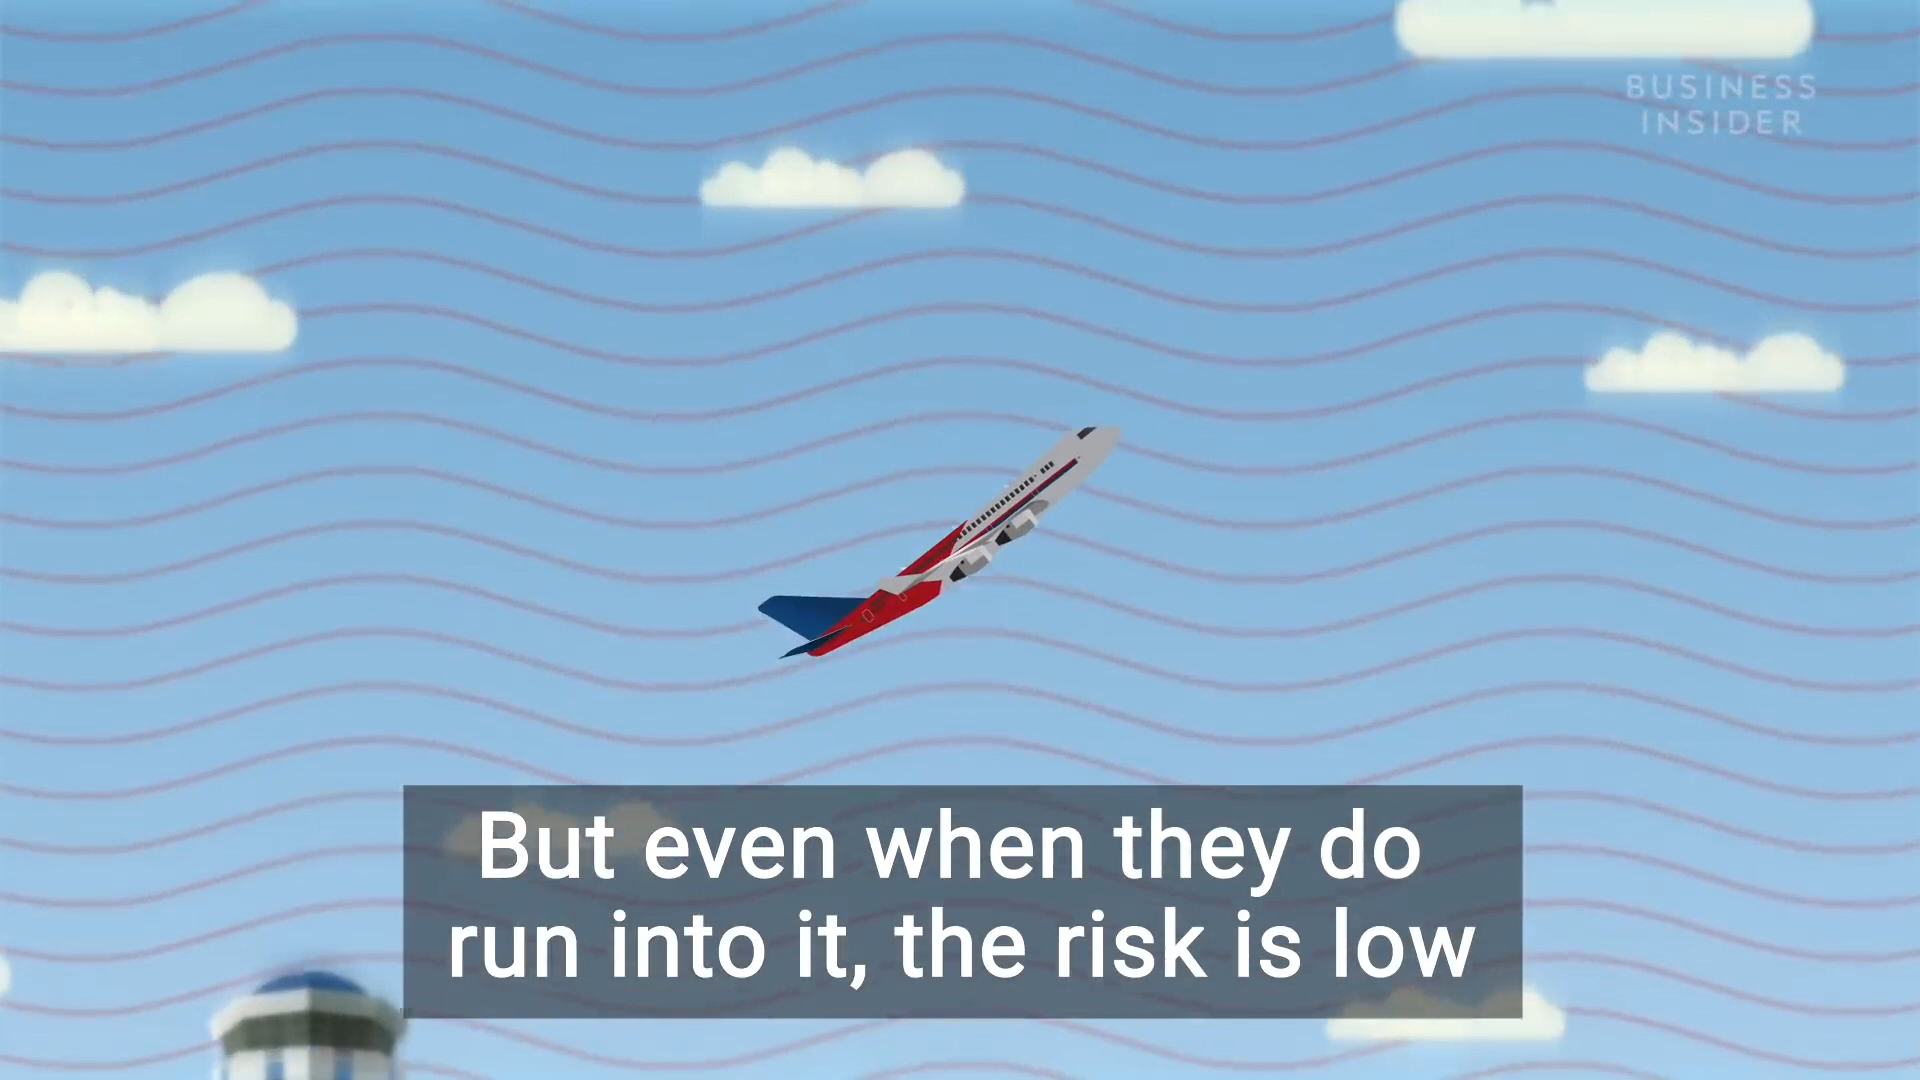 BUSINESS
INSIDER
But even when they do
run into it, the risk is low